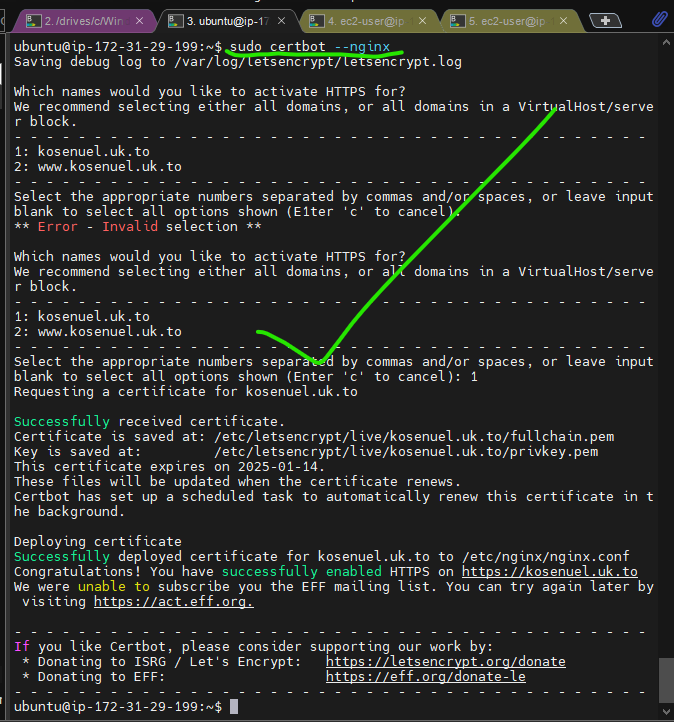 2. /drives/c/Win
3. ubuntu@ip-17
4. ec2-user@ip
5. ec2-user@ip
ubuntu@ip-172-31-29-199:~$ sudo certbot --nginx
Saving debug log to /var/log/letsencrypt/letsencrypt.log
Which names would you like to activate HTTPS for?
We recommend selecting either all domains, or all domains in a VirtualHost/serve
r block.
- - - - - - - - - - - - - - - - - - - - - - - - - - - - - - - - - - - - - - - -
1: kosenuel.uk.to
2: www.kosenuel.uk.to
- - - - - - - - - - - - - - - - - - - - - - - - - - - - - - - - - - - - - - - -
Select the appropriate numbers separated by commas and/or spaces, or leave input
blank to select all options shown (E1ter 'c' to cancel):
** Error - Invalid selection **
Which names would you like to activate HTTPS for?
We recommend selecting either all domains, or all domains in a VirtualHost/serve
r block.
- - - - - - - - - - - - - - - - - - - - - - - - - - - - - - - - - - - - - - - -
1: kosenuel.uk.to
2: www.kosenuel.uk.to
- - - - - - - - - - - - - - - - - - - - - - - - - - - - - - - - - - - - - - - -
Select the appropriate numbers separated by commas and/or spaces, or leave input
blank to select all options shown (Enter 'c' to cancel): 1
Requesting a certificate for kosenuel.uk.to
Successfully received certificate.
Certificate is saved at: /etc/letsencrypt/live/kosenuel.uk.to/fullchain.pem
Key is saved at:         /etc/letsencrypt/live/kosenuel.uk.to/privkey.pem
This certificate expires on 2025-01-14.
These files will be updated when the certificate renews.
Certbot has set up a scheduled task to automatically renew this certificate in t
he background.
Deploying certificate
Successfully deployed certificate for kosenuel.uk.to to /etc/nginx/nginx.conf
Congratulations! You have successfully enabled HTTPS on https://kosenuel.uk.to
We were unable to subscribe you the EFF mailing list. You can try again later by
 visiting https://act.eff.org.
- - - - - - - - - - - - - - - - - - - - - - - - - - - - - - - - - - - - - - - -
If you like Certbot, please consider supporting our work by:
 * Donating to ISRG / Let's Encrypt:   https://letsencrypt.org/donate
 * Donating to EFF:                    https://eff.org/donate-le
- - - - - - - - - - - - - - - - - - - - - - - - - - - - - - - - - - - - - - - -
ubuntu@ip-172-31-29-199:~$